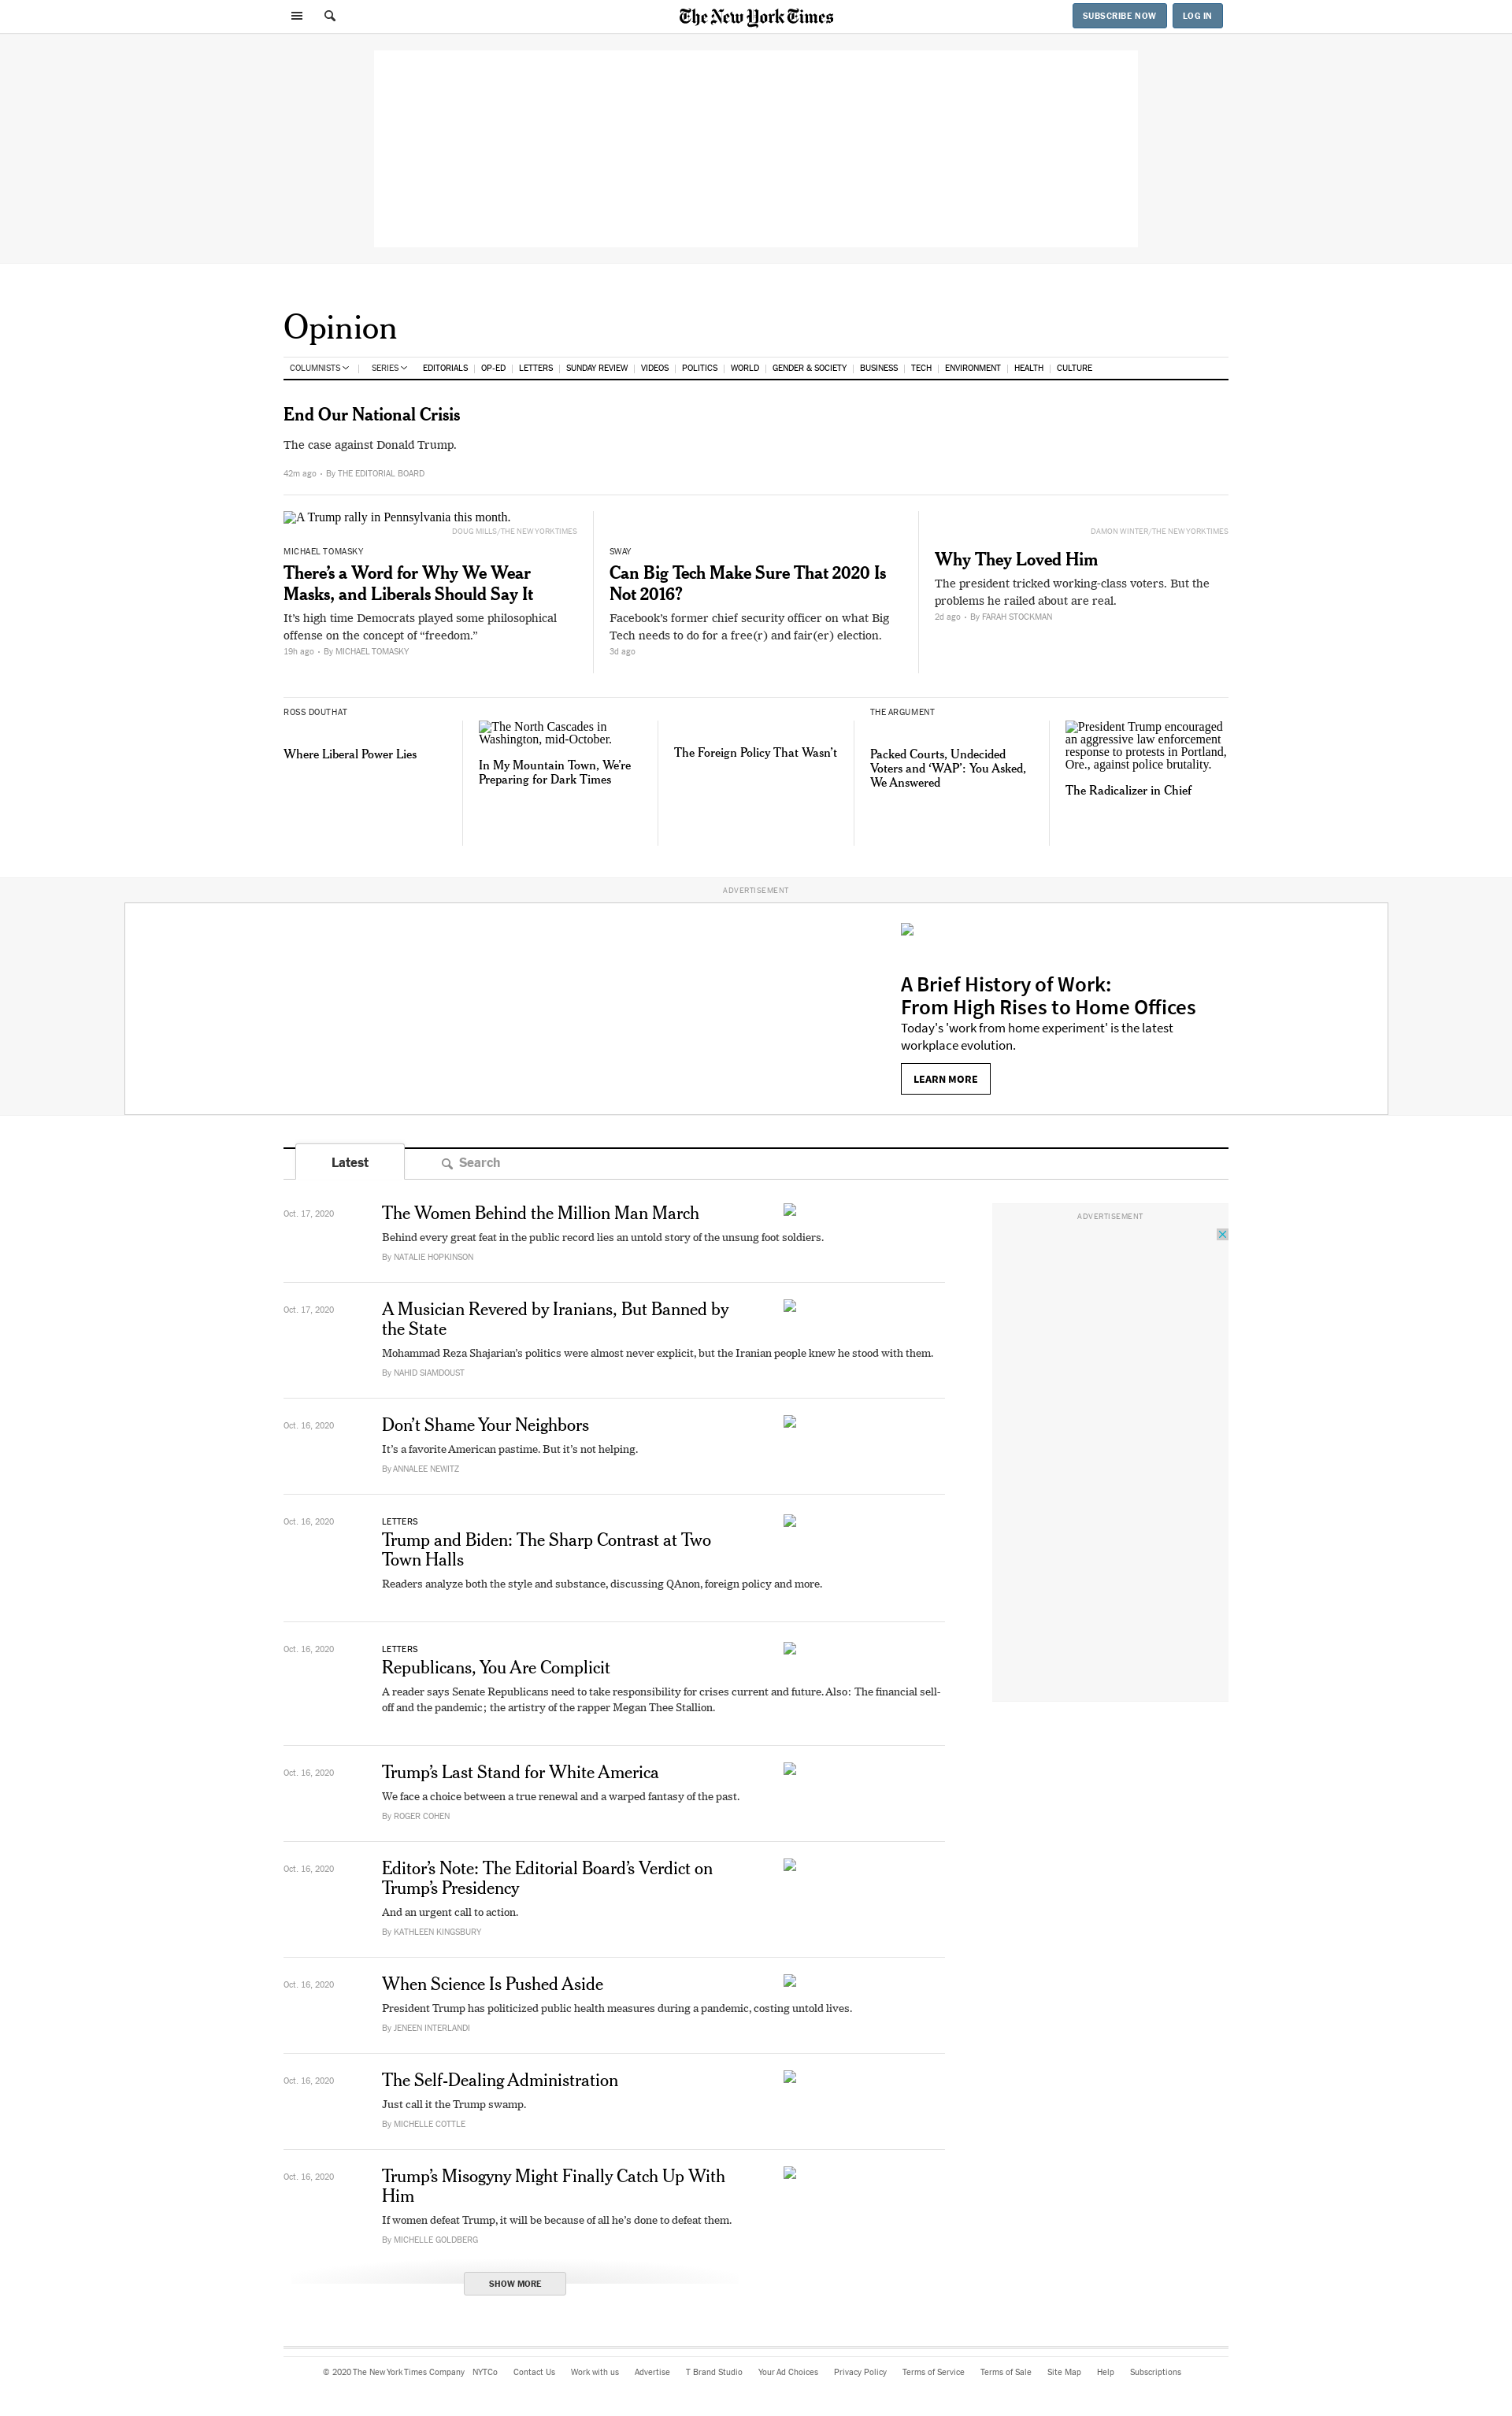 The New York Times
SUBSCRIBE NOW
LOG IN
Opinion
COLUMNISTS
SERIES
EDITORIALS
OP-ED
LETTERS
SUNDAY REVIEW
VIDEOS
POLITICS
WORLD
GENDER & SOCIETY
BUSINESS
TECH
ENVIRONMENT
HEALTH
CULTURE
End Our National Crisis
The case against Donald Trump.
42m ago • By THE EDITORIAL BOARD
A Trump rally in Pennsylvania this month.
DOUG MILLS/THE NEW YORK TIMES
MICHAEL TOMASKY
There’s a Word for Why We Wear
Masks, and Liberals Should Say It
It’s high time Democrats played some philosophical
offense on the concept of “freedom.”
19h ago • By MICHAEL TOMASKY
SWAY
Can Big Tech Make Sure That 2020 Is
Not 2016?
Facebook’s former chief security officer on what Big
Tech needs to do for a free(r) and fair(er) election.
3d ago
DAMON WINTER/THE NEW YORK TIMES
Why They Loved Him
The president tricked working-class voters. But the
problems he railed about are real.
2d ago • By FARAH STOCKMAN
ROSS DOUTHAT
Where Liberal Power Lies
The North Cascades in
Washington, mid-October.
In My Mountain Town, We’re
Preparing for Dark Times
The Foreign Policy That Wasn’t
THE ARGUMENT
Packed Courts, Undecided
Voters and ‘WAP’: You Asked,
We Answered
President Trump encouraged
an aggressive law enforcement
response to protests in Portland,
Ore., against police brutality.
The Radicalizer in Chief
ADVERTISEMENT
A Brief History of Work:
From High Rises to Home Offices
Today's 'work from home experiment' is the latest
workplace evolution.
LEARN MORE
Latest
Search
ADVERTISEMENT
Oct. 17, 2020
The Women Behind the Million Man March
Behind every great feat in the public record lies an untold story of the unsung foot soldiers.
By NATALIE HOPKINSON
Oct. 17, 2020
A Musician Revered by Iranians, But Banned by
the State
Mohammad Reza Shajarian’s politics were almost never explicit, but the Iranian people knew he stood with them.
By NAHID SIAMDOUST
Oct. 16, 2020
Don’t Shame Your Neighbors
It’s a favorite American pastime. But it’s not helping.
By ANNALEE NEWITZ
Oct. 16, 2020
LETTERS
Trump and Biden: The Sharp Contrast at Two
Town Halls
Readers analyze both the style and substance, discussing QAnon, foreign policy and more.
Oct. 16, 2020
LETTERS
Republicans, You Are Complicit
A reader says Senate Republicans need to take responsibility for crises current and future. Also: The financial sell-
off and the pandemic; the artistry of the rapper Megan Thee Stallion.
Oct. 16, 2020
Trump’s Last Stand for White America
We face a choice between a true renewal and a warped fantasy of the past.
By ROGER COHEN
Oct. 16, 2020
Editor’s Note: The Editorial Board’s Verdict on
Trump’s Presidency
And an urgent call to action.
By KATHLEEN KINGSBURY
Oct. 16, 2020
When Science Is Pushed Aside
President Trump has politicized public health measures during a pandemic, costing untold lives.
By JENEEN INTERLANDI
Oct. 16, 2020
The Self-Dealing Administration
Just call it the Trump swamp.
By MICHELLE COTTLE
Oct. 16, 2020
Trump’s Misogyny Might Finally Catch Up With
Him
If women defeat Trump, it will be because of all he’s done to defeat them.
By MICHELLE GOLDBERG
SHOW MORE
© 2020 The New York Times Company
NYTCo
Contact Us
Work with us
Advertise
T Brand Studio
Your Ad Choices
Privacy Policy
Terms of Service
Terms of Sale
Site Map
Help
Subscriptions